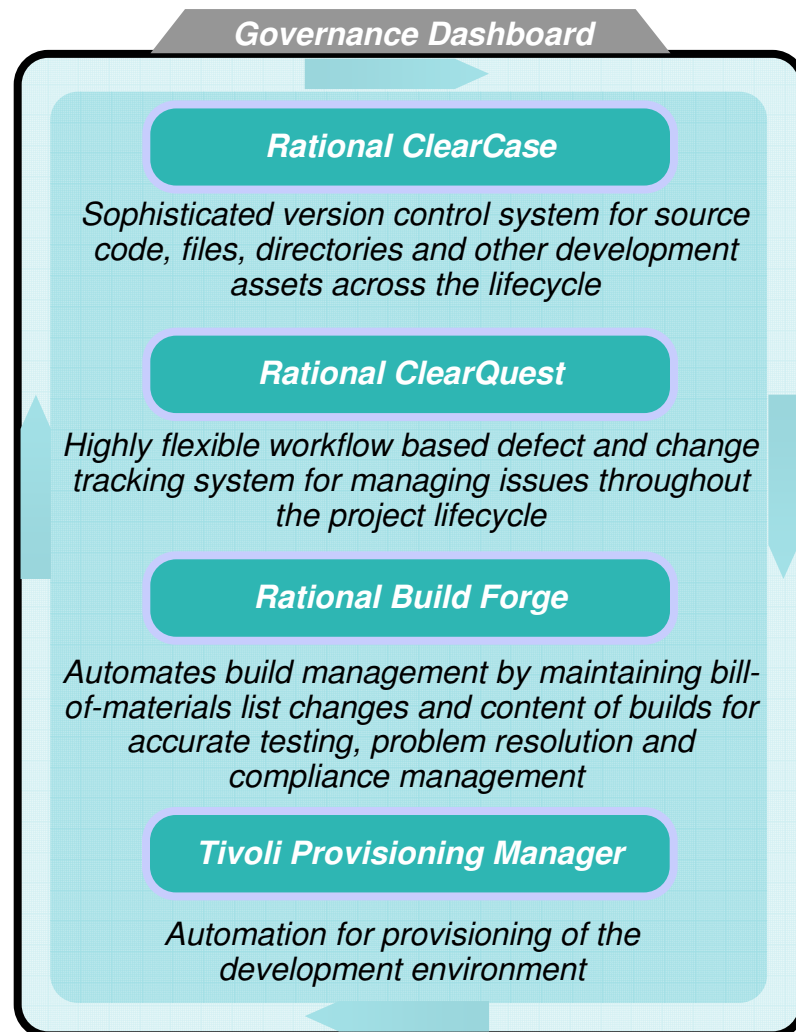 Governance Dashboard
Rational ClearCase
Sophisticated version control system for source
code, files, directories and other development
assets across the lifecycle
Rational ClearQuest
Highly flexible workflow based defect and change
tracking system for managing issues throughout
the project lifecycle
Rational Build Forge
Automates build management by maintaining bill-
of-materials list changes and content of builds for
accurate testing, problem resolution and
compliance management
Tivoli Provisioning Manager
Automation for provisioning of the
development environment